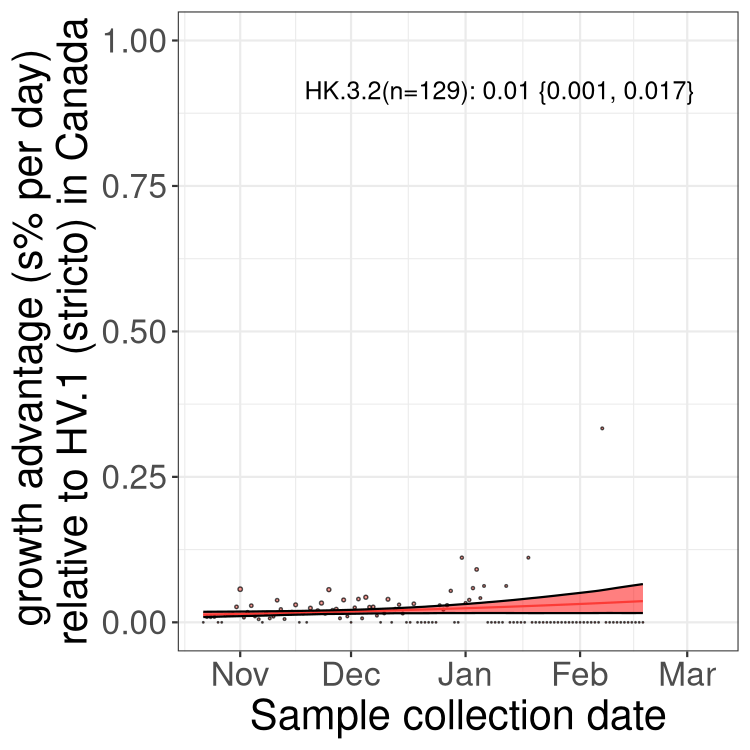 growth advantage (s% per day)
relative to HV.1 (stricto) in Canada
1.00
0.75
0.50
0.25
0.00
HK.3.2(n=129): 0.01 {0.001, 0.017}
Nov Dec Jan Feb Mar
Sample collection date